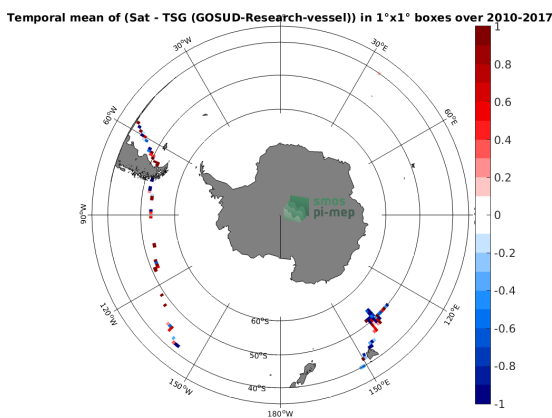 Temporal mean of (Sat - TSG (GOSUD-Research-vessel)) in 1°x1° boxes over 2010-2017
30°W
30°E
60°W
60°E
90°W
120°W
120°E
150°W
150°E
180°W
60°S
50°S
40°S
smos
pi-mep
1
0.8
0.6
0.4
0.2
0
-0.2
-0.4
-0.6
-0.8
-1